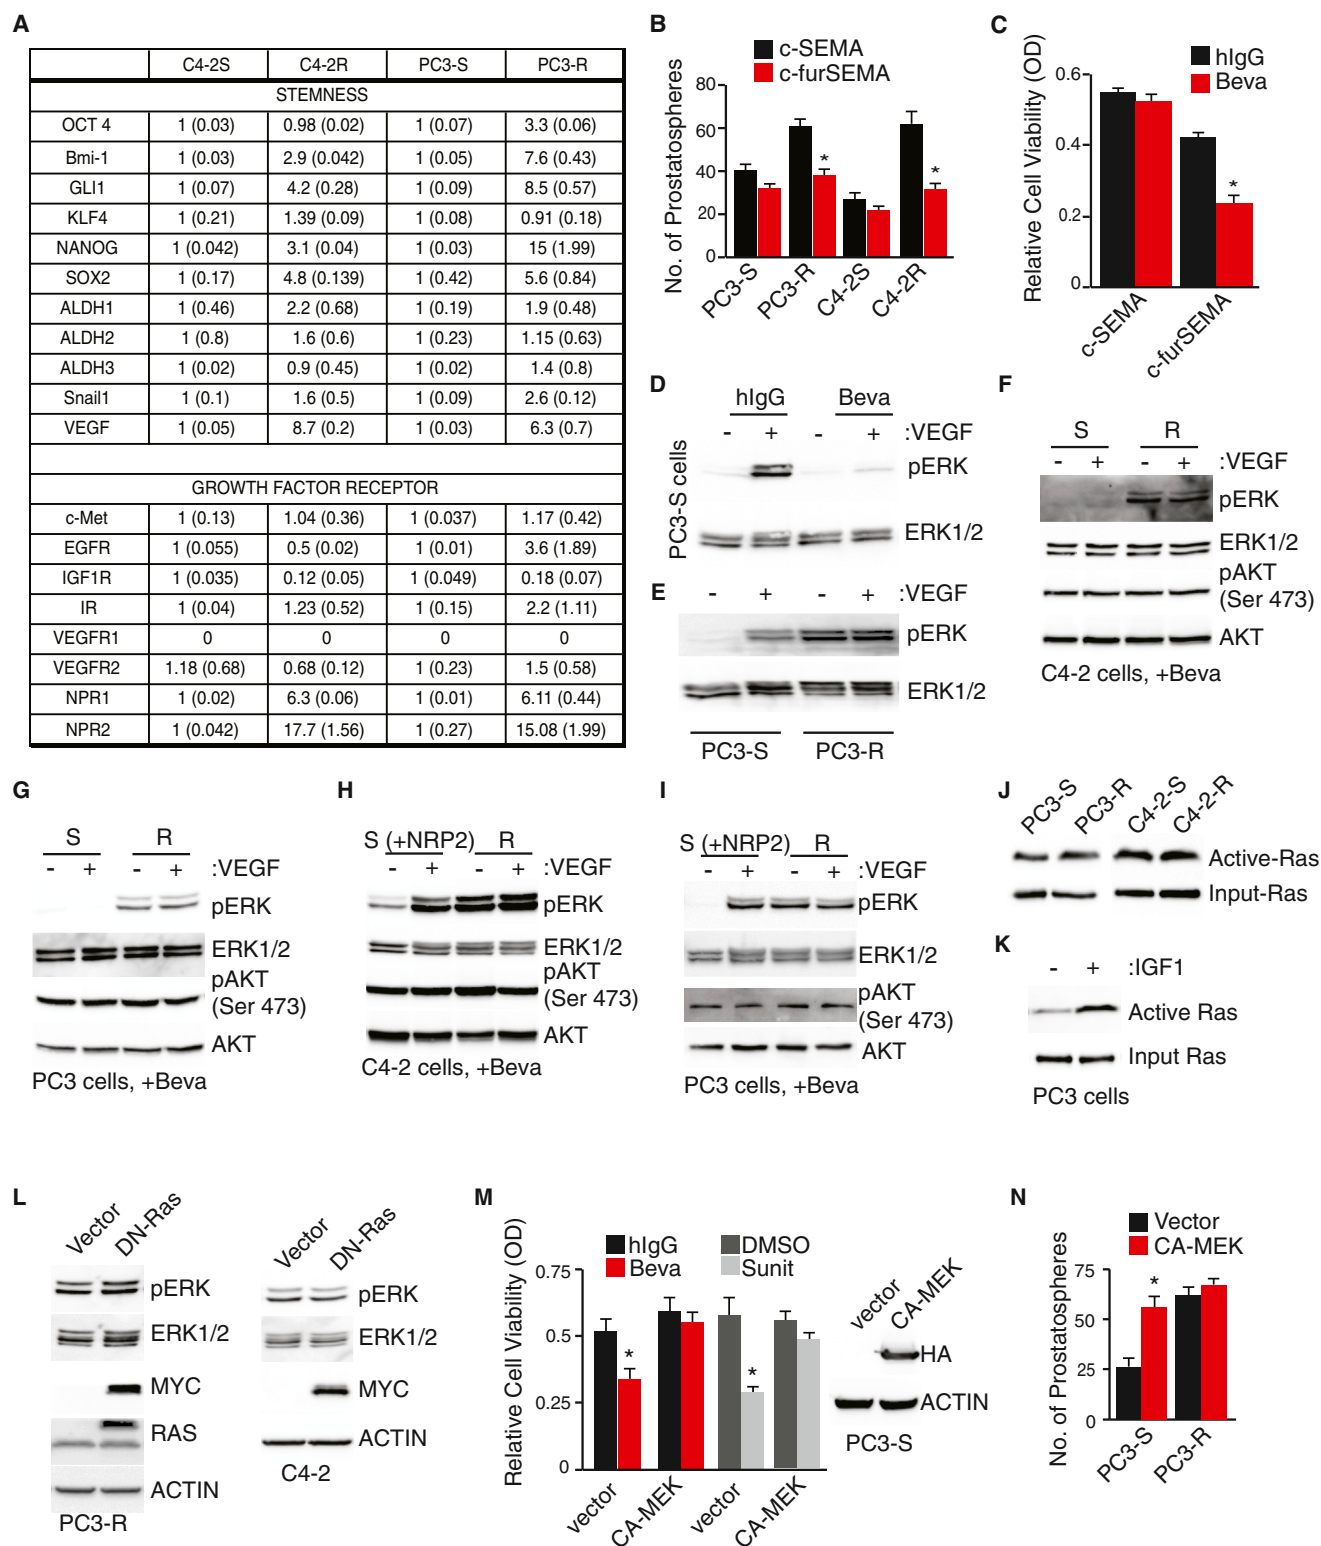 A
C4-2S C4-2R PC3-S PC3-R
STEMNESS
OCT 4 1 (0.03) 0.98 (0.02) 1 (0.07) 3.3 (0.06)
Bmi-1 1 (0.03) 2.9 (0.042) 1 (0.05) 7.6 (0.43)
GLI1 1 (0.07) 4.2 (0.28) 1 (0.09) 8.5 (0.57)
KLF4 1 (0.21) 1.39 (0.09) 1 (0.08) 0.91 (0.18)
NANOG 1 (0.042) 3.1 (0.04) 1 (0.03) 15 (1.99)
SOX2 1 (0.17) 4.8 (0.139) 1 (0.42) 5.6 (0.84)
ALDH1 1 (0.46) 2.2 (0.68) 1 (0.19) 1.9 (0.48)
ALDH2 1 (0.8) 1.6 (0.6) 1 (0.23) 1.15 (0.63)
ALDH3 1 (0.02) 0.9 (0.45) 1 (0.02) 1.4 (0.8)
Snail1 1 (0.1) 1.6 (0.5) 1 (0.09) 2.6 (0.12)
VEGF 1 (0.05) 8.7 (0.2) 1 (0.03) 6.3 (0.7)
GROWTH FACTOR RECEPTOR
c-Met 1 (0.13) 1.04 (0.36) 1 (0.037) 1.17 (0.42)
EGFR 1 (0.055) 0.5 (0.02) 1 (0.01) 3.6 (1.89)
IGF1R 1 (0.035) 0.12 (0.05) 1 (0.049) 0.18 (0.07)
IR 1 (0.04) 1.23 (0.52) 1 (0.15) 2.2 (1.11)
VEGFR1 0 0 0 0
VEGFR2 1.18 (0.68) 0.68 (0.12) 1 (0.23) 1.5 (0.58)
NPR1 1 (0.02) 6.3 (0.06) 1 (0.01) 6.11 (0.44)
NPR2 1 (0.042) 17.7 (1.56) 1 (0.27) 15.08 (1.99)
B
c-SEMA
c-furSEMA
No. of Prostatospheres
80
60
40
20
0
* *
PC3-S PC3-R C4-2S C4-2R
C
hIgG
Beva
Relative Cell Viability (OD)
0.6
0.4
0.2
0
*
c-SEMA c-furSEMA
D
hIgG Beva
- + - + :VEGF
PC3-S cells
pERK
ERK1/2
E
- + - + :VEGF
pERK
ERK1/2
PC3-S PC3-R
F
S R
- + - + :VEGF
pERK
ERK1/2
pAKT
(Ser 473)
AKT
C4-2 cells, +Beva
G
S R
- + - + :VEGF
pERK
ERK1/2
pAKT
(Ser 473)
AKT
PC3 cells, +Beva
H
S (+NRP2) R
- + - + :VEGF
pERK
ERK1/2
pAKT
(Ser 473)
AKT
C4-2 cells, +Beva
I
S (+NRP2) R
- + - + :VEGF
pERK
ERK1/2
pAKT
(Ser 473)
AKT
PC3 cells, +Beva
J
PC3-S PC3-R C4-2-S C4-2-R
Active-Ras
Input-Ras
K
- + :IGF1
Active Ras
Input Ras
PC3 cells
L
Vector DN-Ras
pERK
ERK1/2
MYC
RAS
ACTIN
PC3-R
Vector DN-Ras
pERK
ERK1/2
MYC
ACTIN
C4-2
M
hIgG DMSO
Beva Sunit
Relative Cell Viability (OD)
0.75
0.5
0.25
0
* *
vector CA-MEK vector CA-MEK
vector CA-MEK
HA
ACTIN
PC3-S
N
Vector
CA-MEK
No. of Prostatospheres
75
50
25
0
*
PC3-S PC3-R